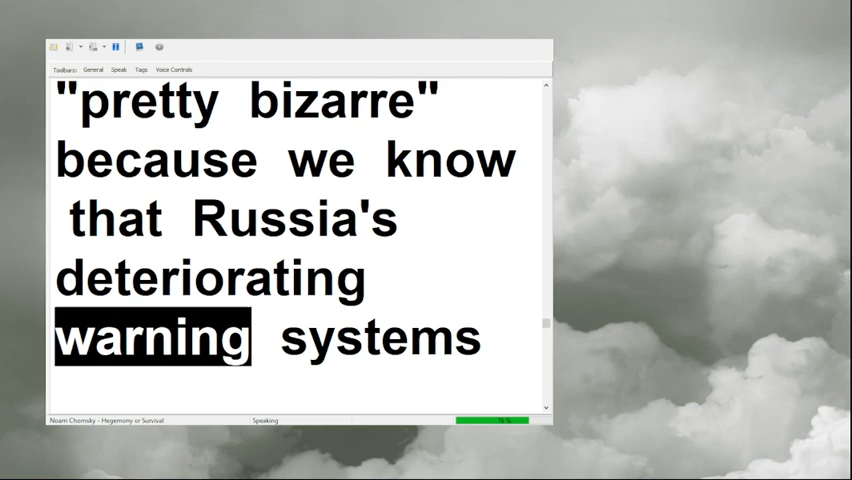 Toolbars: General Speak Tags Voice Controls
"pretty bizarre"
because we know
that Russia's
deteriorating
warning systems
Noam Chomsky - Hegemony or Survival Speaking